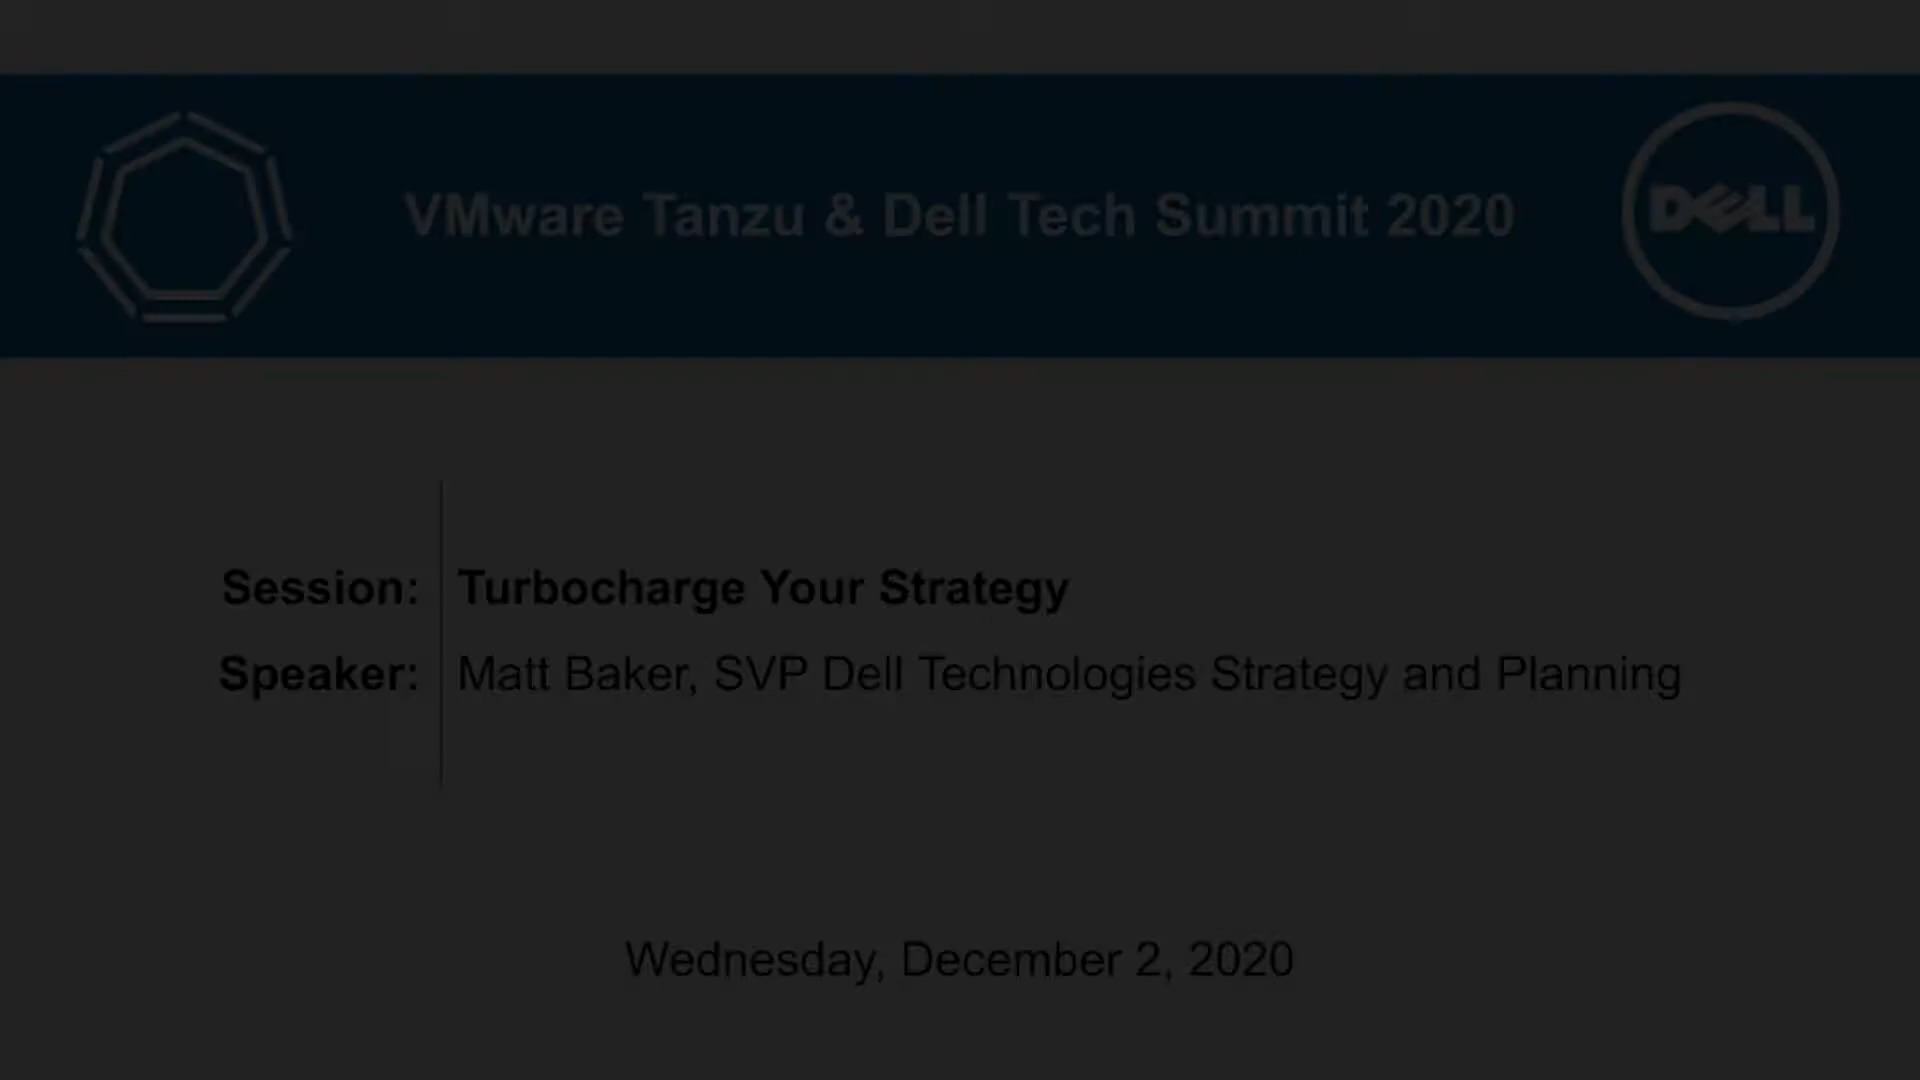 VMware Tanzu & Dell Tech Summit 2020
DELL
Session: Turbocharge Your Strategy
Speaker: Matt Baker, SVP Dell Technologies Strategy and Planning
Wednesday, December 2, 2020